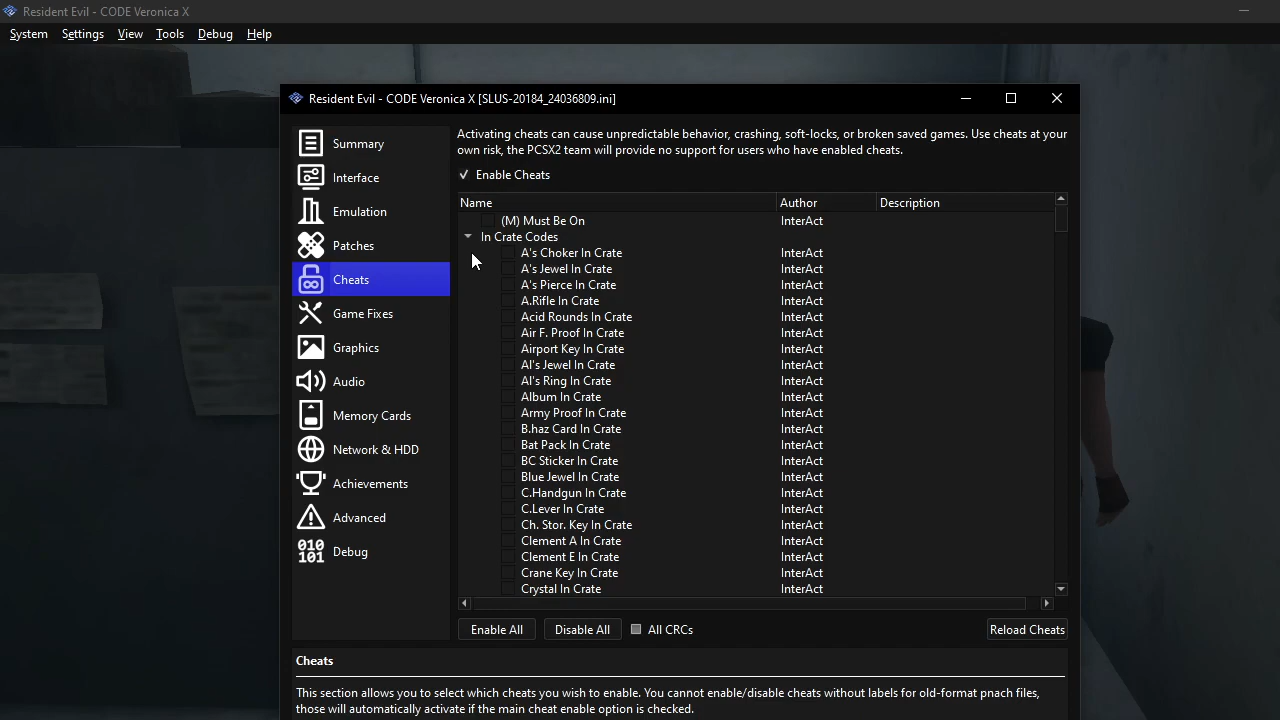 Resident Evil - CODE Veronica X
System Settings View Tools Debug Help
Resident Evil - CODE Veronica X [SLUS-20184_24036809.ini]
Summary
Interface
Emulation
Patches
Cheats
Game Fixes
Graphics
Audio
Memory Cards
Network & HDD
Achievements
Advanced
Debug
Activating cheats can cause unpredictable behavior, crashing, soft-locks, or broken saved games. Use cheats at your
own risk, the PCSX2 team will provide no support for users who have enabled cheats.
Enable Cheats
Name Author Description
(M) Must Be On InterAct
In Crate Codes
A's Choker In Crate InterAct
A's Jewel In Crate InterAct
A's Pierce In Crate InterAct
A.Rifle In Crate InterAct
Acid Rounds In Crate InterAct
Air F. Proof In Crate InterAct
Airport Key In Crate InterAct
Al's Jewel In Crate InterAct
Al's Ring In Crate InterAct
Album In Crate InterAct
Army Proof In Crate InterAct
B.haz Card In Crate InterAct
Bat Pack In Crate InterAct
BC Sticker In Crate InterAct
Blue Jewel In Crate InterAct
C.Handgun In Crate InterAct
C.Lever In Crate InterAct
Ch. Stor. Key In Crate InterAct
Clement A In Crate InterAct
Clement E In Crate InterAct
Crane Key In Crate InterAct
Crystal In Crate InterAct
Enable All Disable All All CRCs Reload Cheats
Cheats
This section allows you to select which cheats you wish to enable. You cannot enable/disable cheats without labels for old-format pnach files,
those will automatically activate if the main cheat enable option is checked.